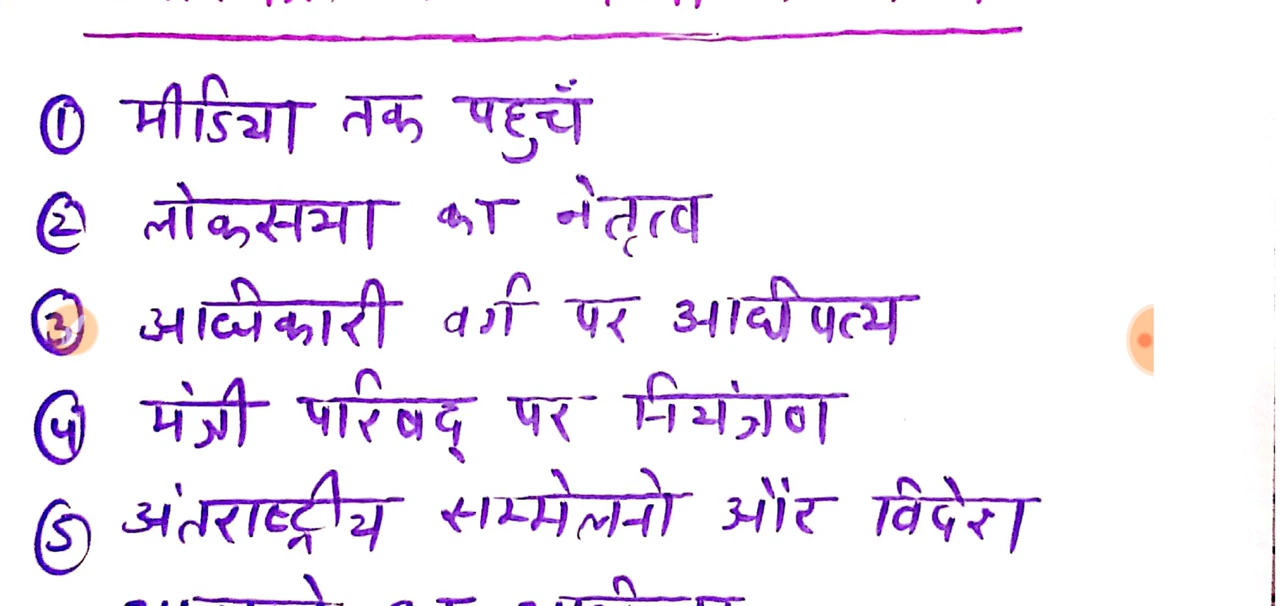 ① मीडिया तक पहुचँ
② लोकसभा का नेतृत्व
③ अधिकारी वर्ग पर आधिपत्य
④ मंत्री परिषद् पर नियंत्रण
⑤ अंतराष्ट्रीय सम्मेलनो और विदेश